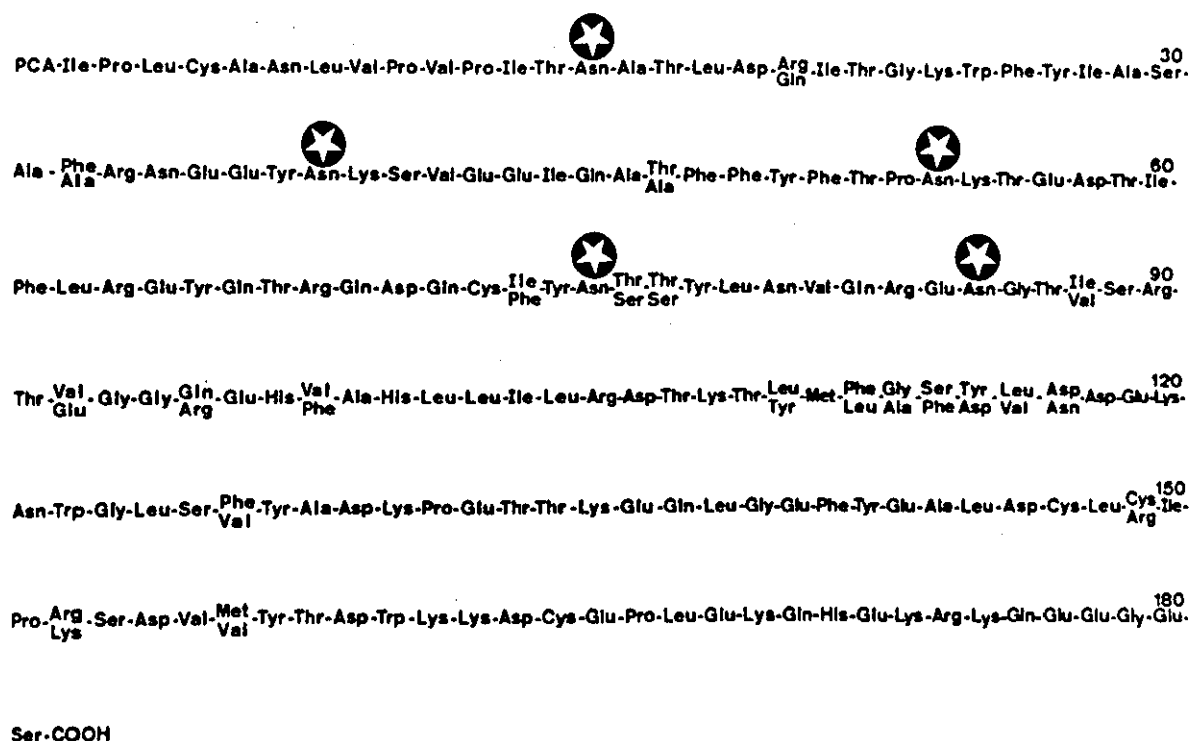 30
PCA-Ile-Pro-Leu-Cys-Ala-Asn-Leu-Val-Pro-Val-Pro-Ile-Thr-Asn-Ala-Thr-Leu-Asp-Arg-Ile-Thr-Gly-Lys-Trp-Phe-Tyr-Ile-Ala-Ser-
Gln
60
Ala-Phe-Arg-Asn-Glu-Glu-Tyr-Asn-Lys-Ser-Val-Glu-Glu-Ile-Gln-Ala-Thr-Phe-Phe-Tyr-Phe-Thr-Pro-Asn-Lys-Thr-Glu-Asp-Thr-Ile-
Ala Ala
90
Phe-Leu-Arg-Glu-Tyr-Gln-Thr-Arg-Gln-Asp-Gln-Cys-Ile-Tyr-Asn-Thr-Thr-Tyr-Leu-Asn-Val-Gln-Arg-Glu-Asn-Gly-Thr-Ile-Ser-Arg-
Phe Ser Ser Val
120
Thr-Val-Gly-Gly-Gln-Glu-His-Val-Ala-His-Leu-Leu-Ile-Leu-Arg-Asp-Thr-Lys-Thr-Leu-Met-Phe-Gly-Ser-Tyr-Leu-Asp-Asp-Glu-Lys-
Glu Arg Phe Tyr Leu Ala Phe Asp Val Asn
150
Asn-Trp-Gly-Leu-Ser-Phe-Tyr-Ala-Asp-Lys-Pro-Glu-Thr-Thr-Lys-Glu-Gln-Leu-Gly-Glu-Phe-Tyr-Glu-Ala-Leu-Asp-Cys-Leu-Cys-Ile-
Val Arg
180
Pro-Arg-Ser-Asp-Val-Met-Tyr-Thr-Asp-Trp-Lys-Lys-Asp-Cys-Glu-Pro-Leu-Glu-Lys-Gln-His-Glu-Lys-Arg-Lys-Gln-Glu-Glu-Gly-Glu-
Lys Val
Ser-COOH